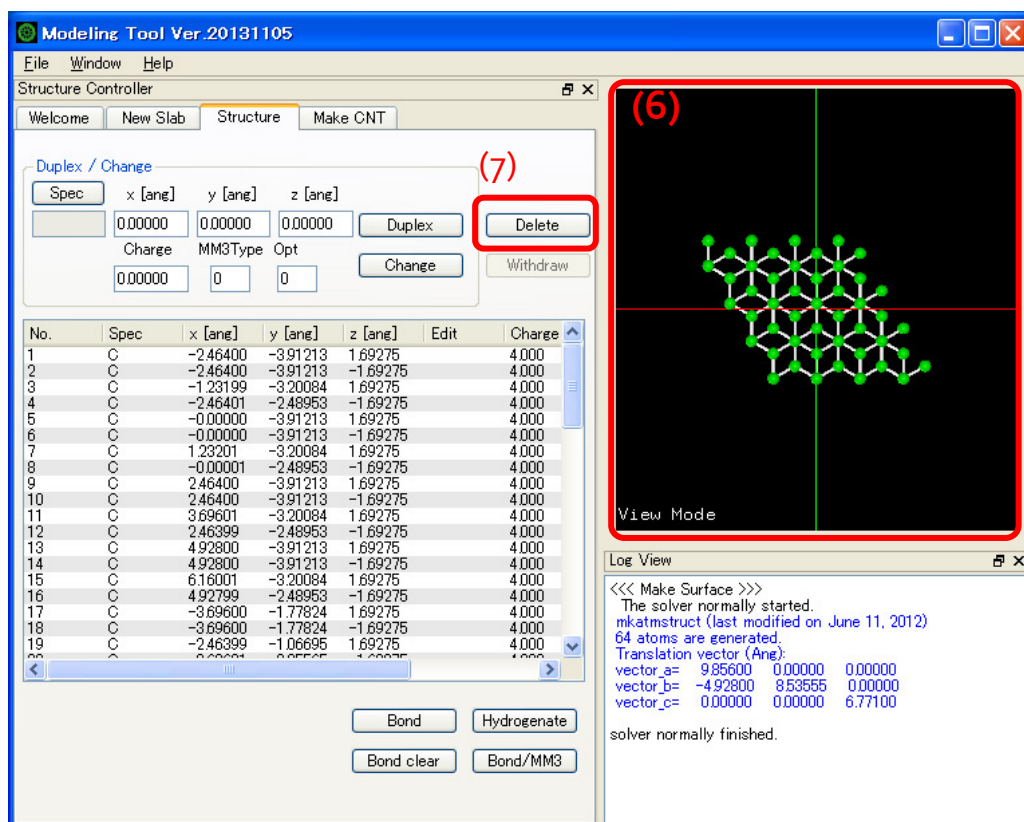 Modeling Tool Ver.20131105
File Window Help
Structure Controller
Welcome New Slab Structure Make CNT
Duplex / Change
(7)
Spec x [ang] y [ang] z [ang]
0.00000 0.00000 0.00000 Duplex Delete
Charge MM3Type Opt
0.00000 0 0 Change Withdraw
No. Spec x [ang] y [ang] z [ang] Edit Charge
1 C -2.46400 -3.91213 1.69275 4.000
2 C -2.46400 -3.91213 -1.69275 4.000
3 C -1.23199 -3.20084 1.69275 4.000
4 C -2.46401 -2.48953 -1.69275 4.000
5 C -0.00000 -3.91213 1.69275 4.000
6 C -0.00000 -3.91213 -1.69275 4.000
7 C 1.23201 -3.20084 1.69275 4.000
8 C -0.00001 -2.48953 -1.69275 4.000
9 C 2.46400 -3.91213 1.69275 4.000
10 C 2.46400 -3.91213 -1.69275 4.000
11 C 3.69601 -3.20084 1.69275 4.000
12 C 2.46399 -2.48953 -1.69275 4.000
13 C 4.92800 -3.91213 1.69275 4.000
14 C 4.92800 -3.91213 -1.69275 4.000
15 C 6.16001 -3.20084 1.69275 4.000
16 C 4.92799 -2.48953 -1.69275 4.000
17 C -3.69600 -1.77824 1.69275 4.000
18 C -3.69600 -1.77824 -1.69275 4.000
19 C -2.46399 -1.06695 1.69275 4.000
Bond Hydrogenate
Bond clear Bond/MM3
(6)
View Mode
Log View
<<< Make Surface >>>
The solver normally started.
mkatmstruct (last modified on June 11, 2012)
64 atoms are generated.
Translation vector (Ang):
vector_a= 9.85600 0.00000 0.00000
vector_b= -4.92800 8.53555 0.00000
vector_c= 0.00000 0.00000 6.77100
solver normally finished.